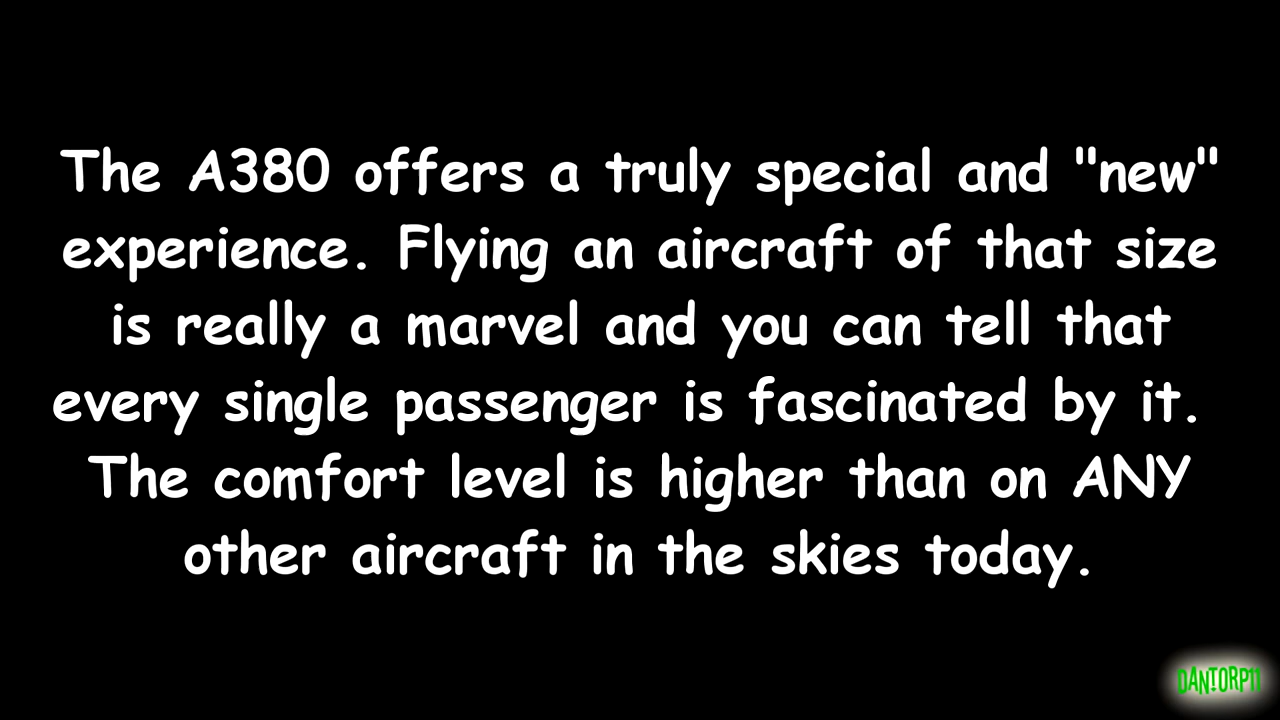 The A380 offers a truly special and "new"
experience. Flying an aircraft of that size
is really a marvel and you can tell that
every single passenger is fascinated by it.
The comfort level is higher than on ANY
other aircraft in the skies today.
DANTORP11